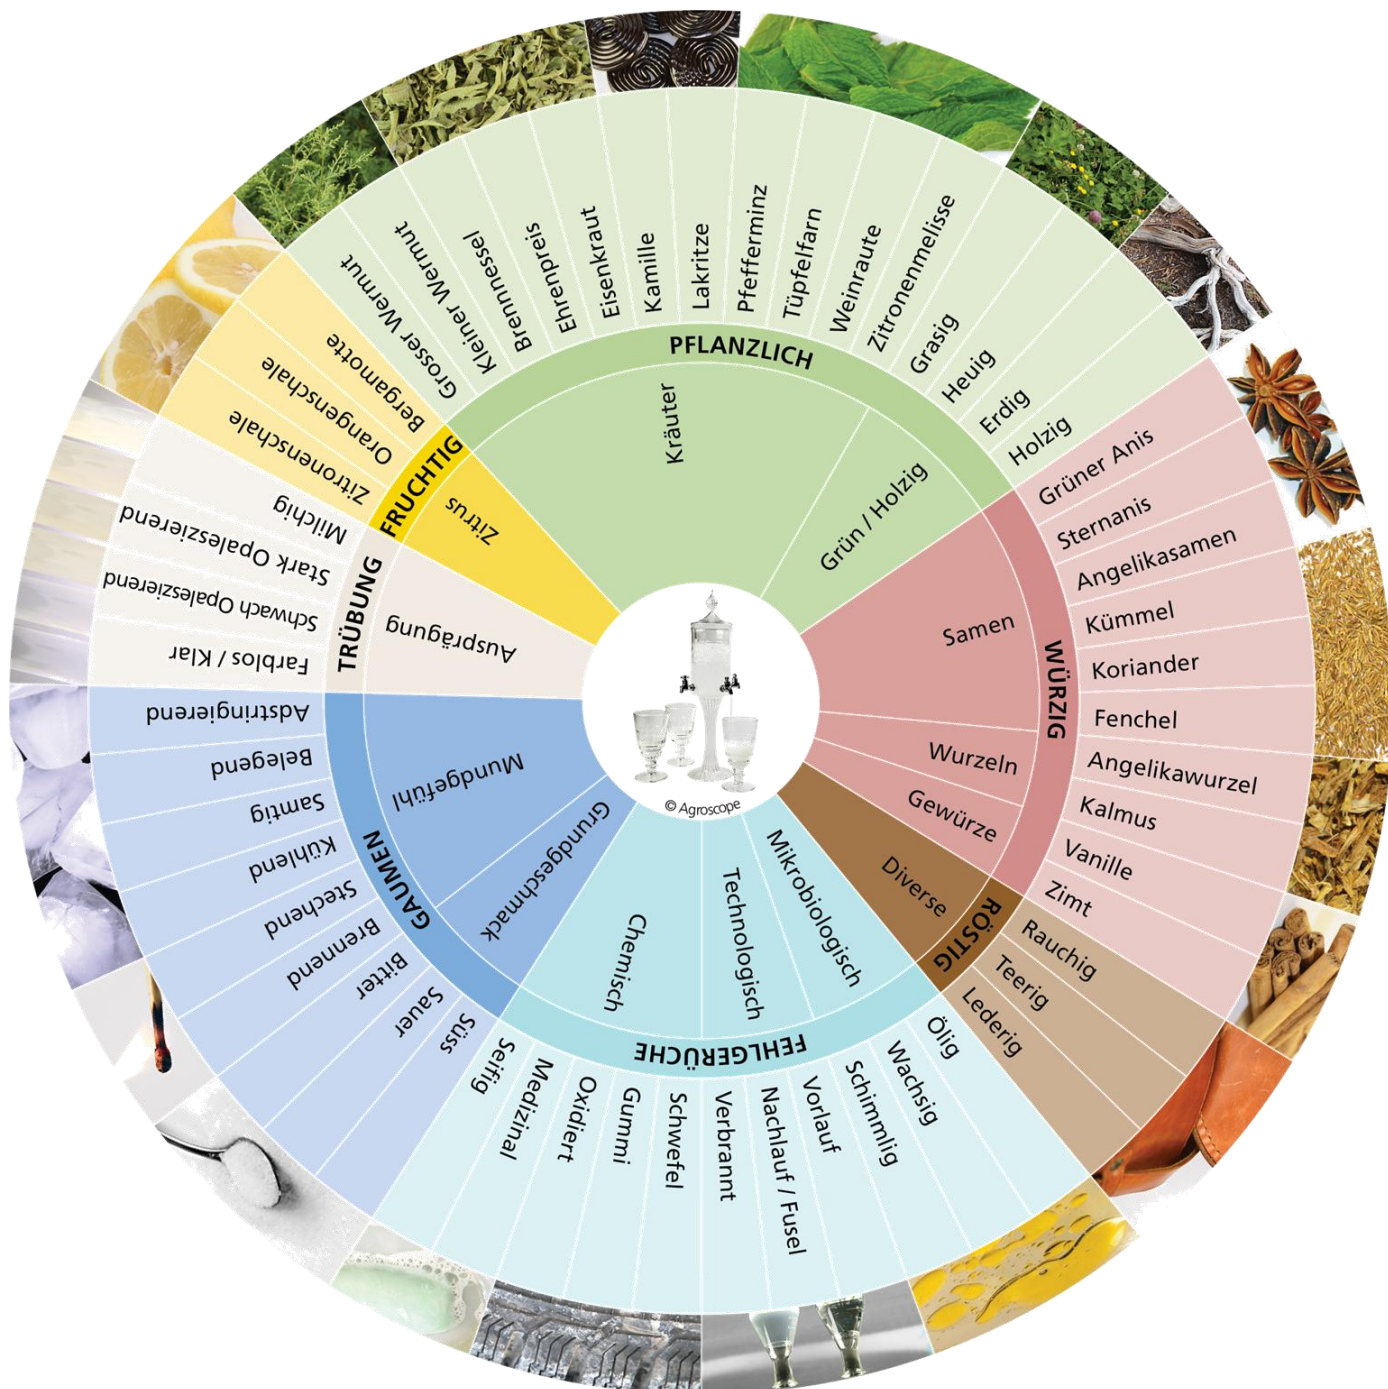 PFLANZLICH
Kräuter
Grosser Wermut
Kleiner Wermut
Brennnessel
Ehrenpreis
Eisenkraut
Kamille
Lakritze
Pfefferminz
Tüpfelfarn
Weinraute
Zitronenmelisse
Grün / Holzig
Grasig
Heuig
Erdig
Holzig
WÜRZIG
Samen
Grüner Anis
Sternanis
Angelikasamen
Kümmel
Koriander
Fenchel
Wurzeln
Angelikawurzel
Kalmus
Gewürze
Vanille
Zimt
RÖSTIG
Diverse
Rauchig
Teerig
Lederig
FEHLGERÜCHE
Mikrobiologisch
Ölig
Wachsig
Schimmlig
Technologisch
Vorlauf
Nachlauf / Fusel
Verbrannt
Chemisch
Schwefel
Gummi
Oxidiert
Medizinal
Seifig
GAUMEN
Grundgeschmack
Süss
Sauer
Bitter
Mundgefühl
Brennend
Stechend
Kühlend
Samtig
Belegend
Adstringierend
TRÜBUNG
Ausprägung
Farblos / Klar
Schwach Opaleszierend
Stark Opaleszierend
Milchig
FRUCHTIG
Zitrus
Zitronenschale
Orangenschale
Bergamotte
© Agroscope